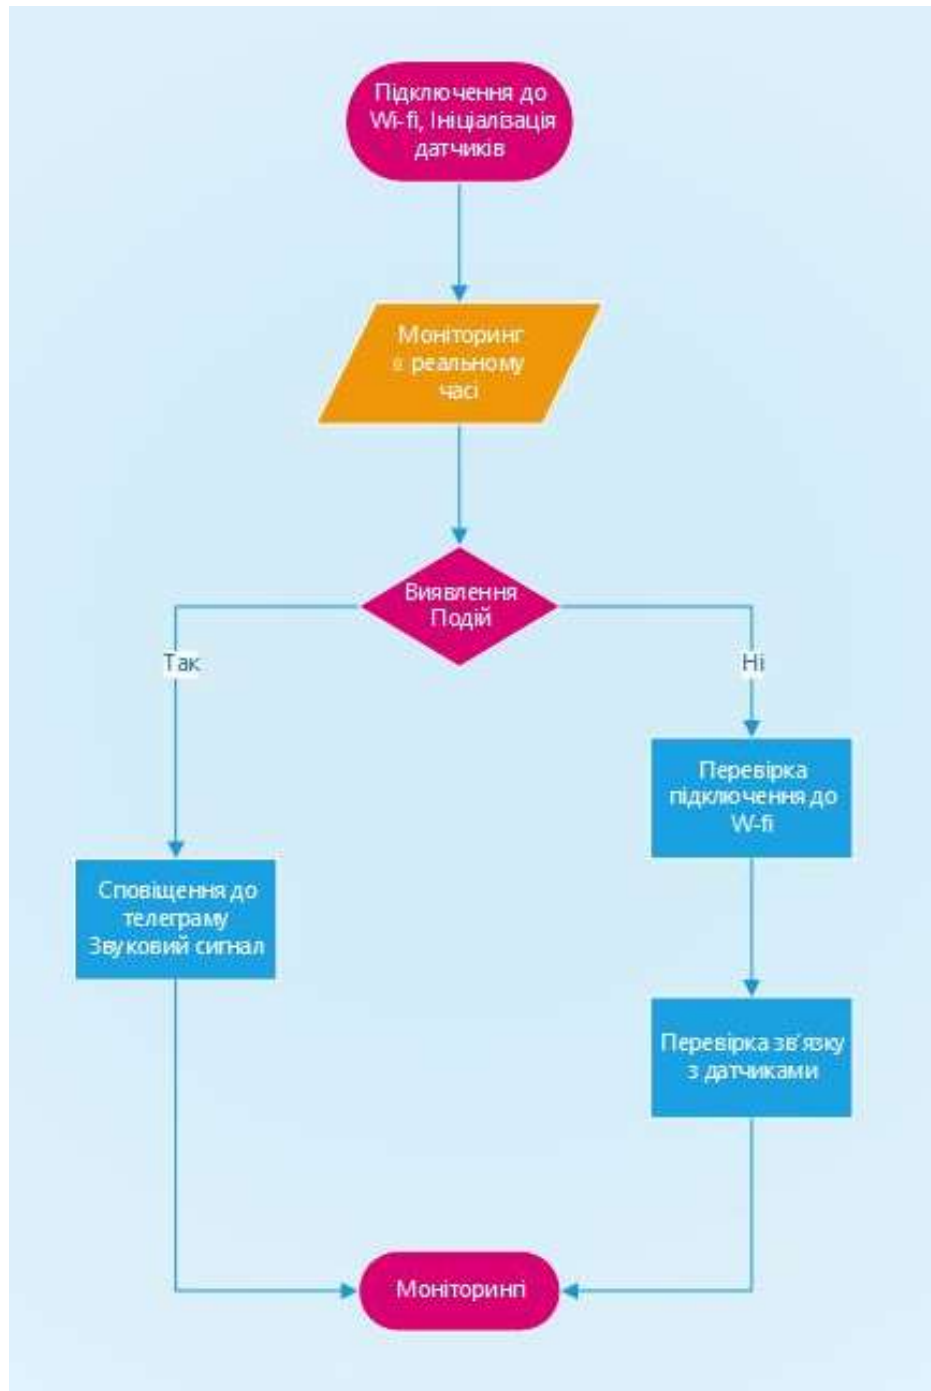 Підключення до
Wi-fi, Ініціалізація
датчиків
Моніторинг
в реальному
часі
Виявлення
Подій
Так
Ні
Перевірка
підключення до
W-fi
Сповіщення до
телеграму
Звуковий сигнал
Перевірка зв'язку
з датчиками
Моніторинг